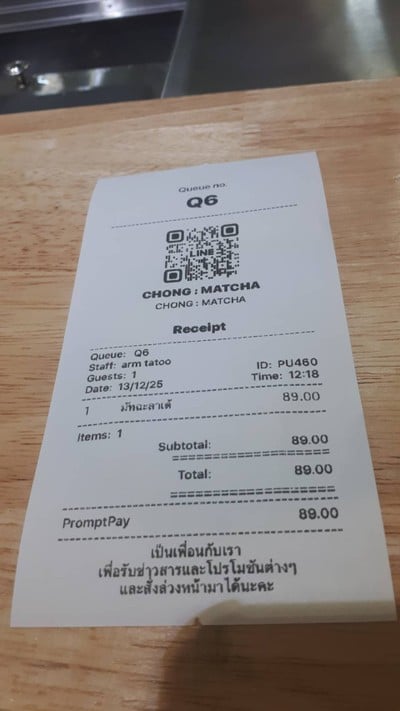 Queue no.
Q6
LINE
CHONG : MATCHA
CHONG : MATCHA
Receipt
Queue: Q6
Staff: arm tatoo ID: PU460
Guests: 1 Time: 12:18
Date: 13/12/25
1 มัทฉะลาเต้ 89.00
Items: 1
Subtotal: 89.00
Total: 89.00
PromptPay 89.00
เป็นเพื่อนกับเรา
เพื่อรับข่าวสารและโปรโมชันต่างๆ
และสั่งล่วงหน้ามาได้นะคะ